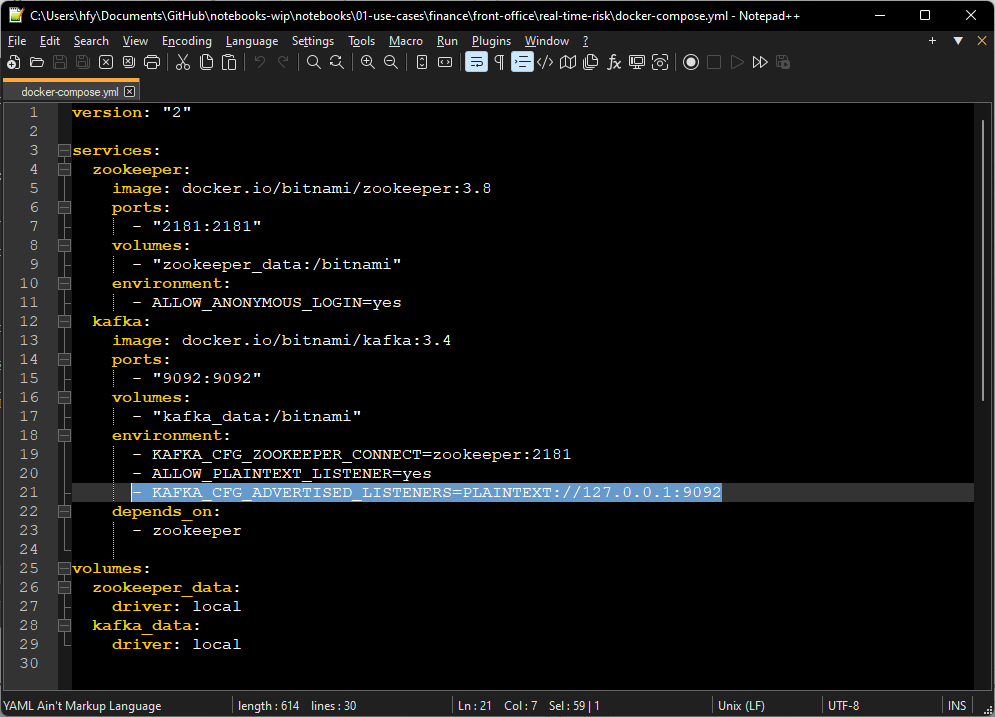 C:\Users\hfy\Documents\GitHub\notebooks-wip\notebooks\01-use-cases\finance\front-office\real-time-risk\docker-compose.yml - Notepad++
File Edit Search View Encoding Language Settings Tools Macro Run Plugins Window ?
docker-compose.yml
1 version: "2"
2
3 services:
4   zookeeper:
5     image: docker.io/bitnami/zookeeper:3.8
6     ports:
7       - "2181:2181"
8     volumes:
9       - "zookeeper_data:/bitnami"
10     environment:
11       - ALLOW_ANONYMOUS_LOGIN=yes
12   kafka:
13     image: docker.io/bitnami/kafka:3.4
14     ports:
15       - "9092:9092"
16     volumes:
17       - "kafka_data:/bitnami"
18     environment:
19       - KAFKA_CFG_ZOOKEEPER_CONNECT=zookeeper:2181
20       - ALLOW_PLAINTEXT_LISTENER=yes
21       - KAFKA_CFG_ADVERTISED_LISTENERS=PLAINTEXT://127.0.0.1:9092
22     depends_on:
23       - zookeeper
24
25 volumes:
26   zookeeper_data:
27     driver: local
28   kafka_data:
29     driver: local
30
YAML Ain't Markup Language length : 614 lines : 30 Ln : 21 Col : 7 Sel : 59 | 1 Unix (LF) UTF-8 INS